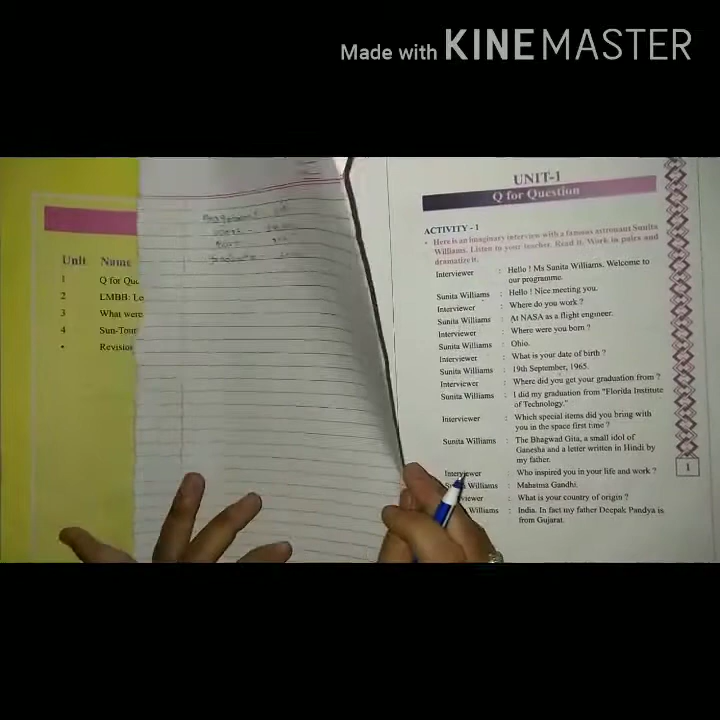 Made with KINEMASTER
Unit Name
1 Q for Que
2 LMBB: Le
3 What were
4 Sun-Tour
• Revision
UNIT-1
Q for Question
ACTIVITY - 1
• Here is an imaginary interview with a famous astronaut Sunita
Williams. Listen to your teacher. Read it. Work in pairs and
dramatize it.
Interviewer : Hello! Ms Sunita Williams. Welcome to
our programme.
Sunita Williams : Hello! Nice meeting you.
Interviewer : Where do you work ?
Sunita Williams : At NASA as a flight engineer.
Interviewer : Where were you born ?
Sunita Williams : Ohio.
Interviewer : What is your date of birth ?
Sunita Williams : 19th September, 1965.
Interviewer : Where did you get your graduation from ?
Sunita Williams : I did my graduation from "Florida Institute
of Technology."
Interviewer : Which special items did you bring with
you in the space first time ?
Sunita Williams : The Bhagwad Gita, a small idol of
Ganesha and a letter written in Hindi by
my father.
Interviewer : Who inspired you in your life and work ?
Williams : Mahatma Gandhi.
viewer : What is your country of origin ?
Williams : India. In fact my father Deepak Pandya is
from Gujarat.
1